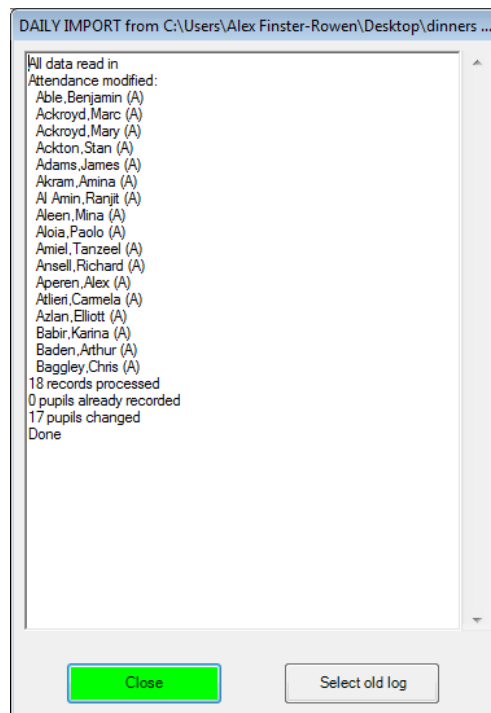 DAILY IMPORT from C:\Users\Alex Finster-Rowen\Desktop\dinners ...
All data read in
Attendance modified:
Able,Benjamin (A)
Ackroyd,Marc (A)
Ackroyd,Mary (A)
Ackton,Stan (A)
Adams,James (A)
Akram,Amina (A)
Al Amin,Ranjit (A)
Aleen,Mina (A)
Aloia,Paolo (A)
Amiel,Tanzeel (A)
Ansell,Richard (A)
Aperen,Alex (A)
Atlieri,Carmela (A)
Azlan,Elliott (A)
Babir,Karina (A)
Baden,Arthur (A)
Baggley,Chris (A)
18 records processed
0 pupils already recorded
17 pupils changed
Done
Close
Select old log